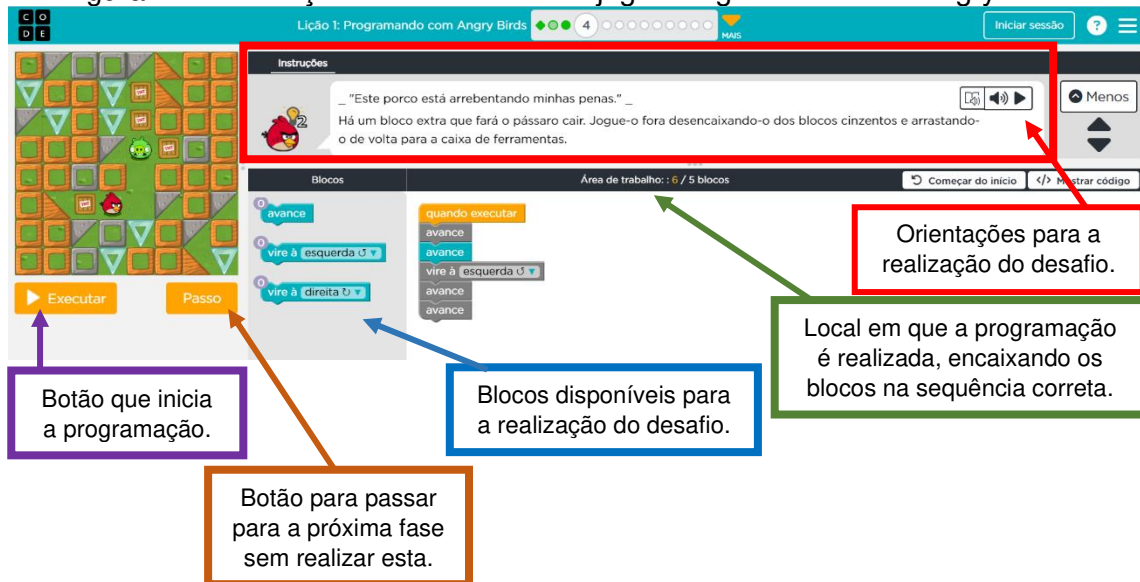 C O
D E
Lição 1: Programando com Angry Birds
4
MAIS
Iniciar sessão
?
Instruções
_ "Este porco está arrebentando minhas penas." _
Há um bloco extra que fará o pássaro cair. Jogue-o fora desencaixando-o dos blocos cinzentos e arrastando-
o de volta para a caixa de ferramentas.
2
Menos
Blocos
Área de trabalho: : 6 / 5 blocos
Começar do início
</> Mostrar código
0
avance
0
vire à esquerda ↺ ▼
0
vire à direita ↻ ▼
quando executar
avance
avance
vire à esquerda ↺ ▼
avance
avance
Executar
Passo
Orientações para a
realização do desafio.
Local em que a programação
é realizada, encaixando os
blocos na sequência correta.
Botão que inicia
a programação.
Blocos disponíveis para
a realização do desafio.
Botão para passar
para a próxima fase
sem realizar esta.